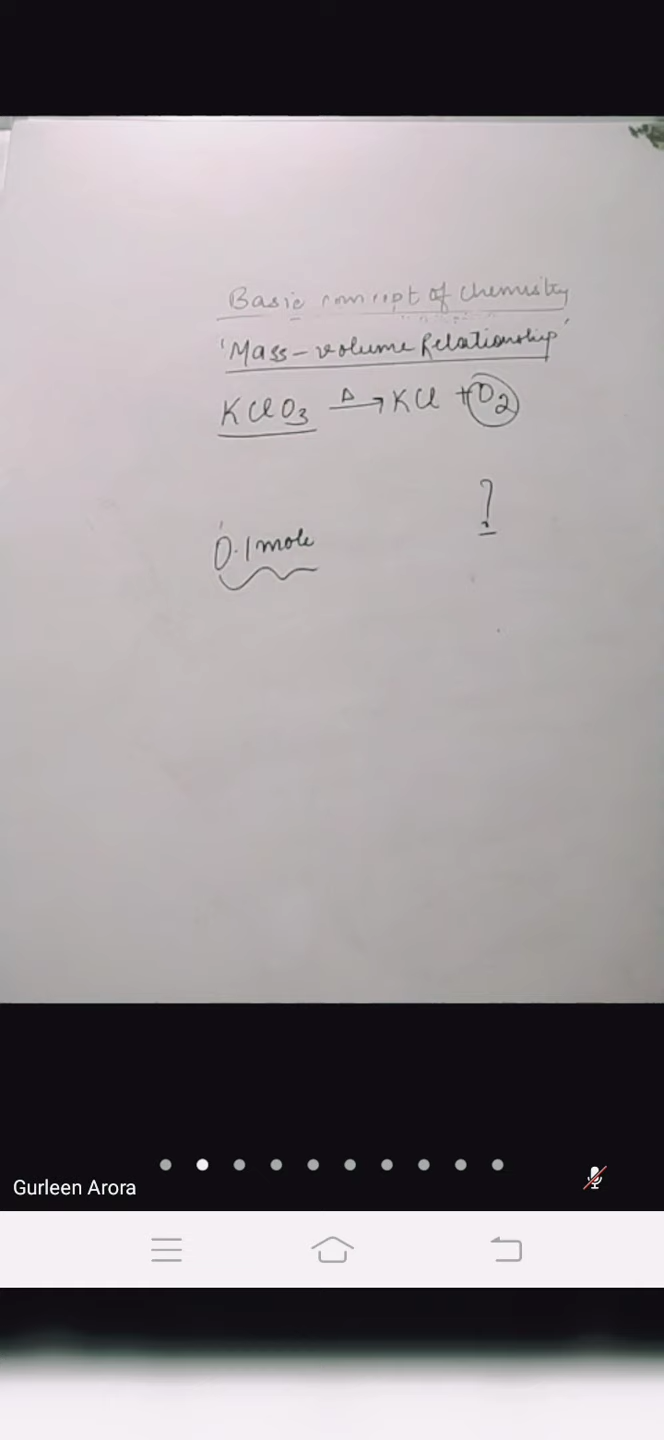 Basic concept of chemistry
'Mass-volume Relationship'
KClO3 Δ→ KCl + O2
?
0.1 mole
Gurleen Arora